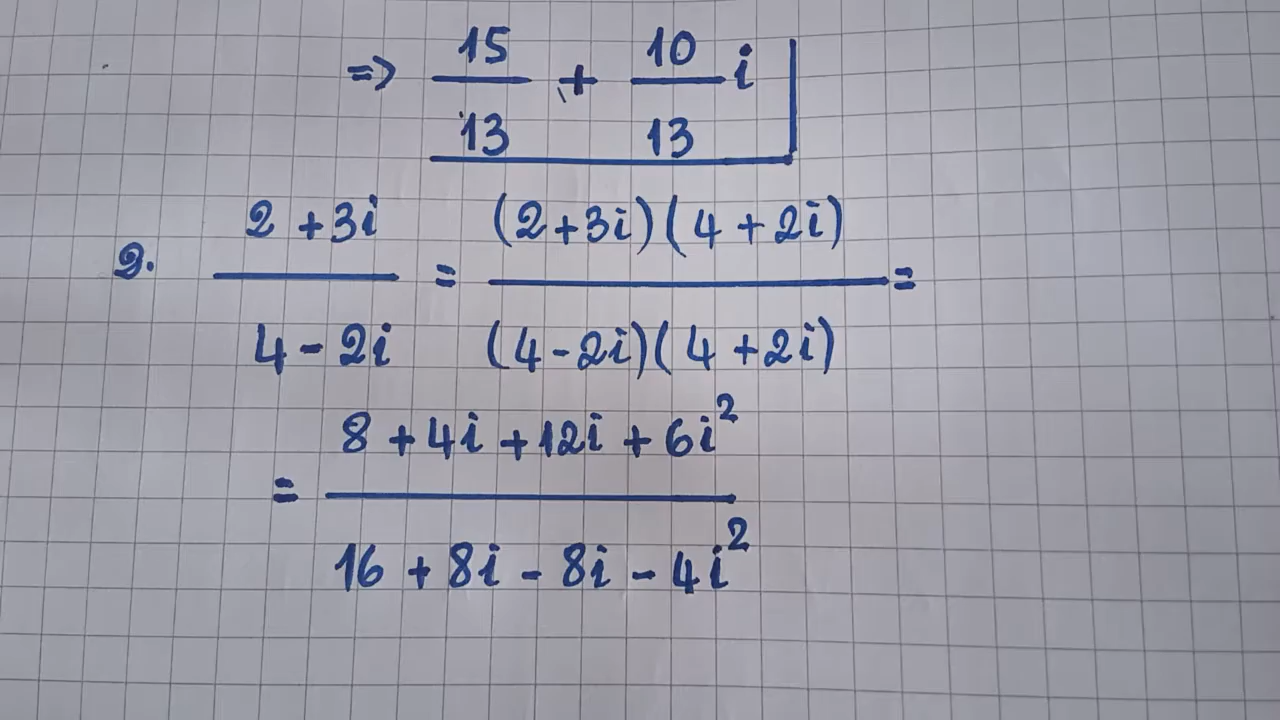 => 15/13 + 10/13 i
9. (2 + 3i)/(4 - 2i) = ((2 + 3i)(4 + 2i))/((4 - 2i)(4 + 2i)) =
= (8 + 4i + 12i + 6i²)/(16 + 8i - 8i - 4i²)